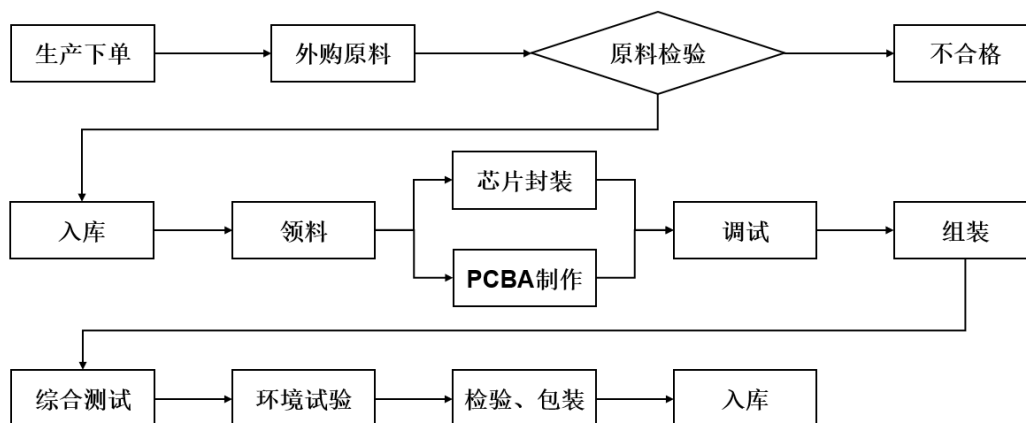 生产下单
外购原料
原料检验
不合格
入库
领料
芯片封装
PCBA制作
调试
组装
综合测试
环境试验
检验、包装
入库